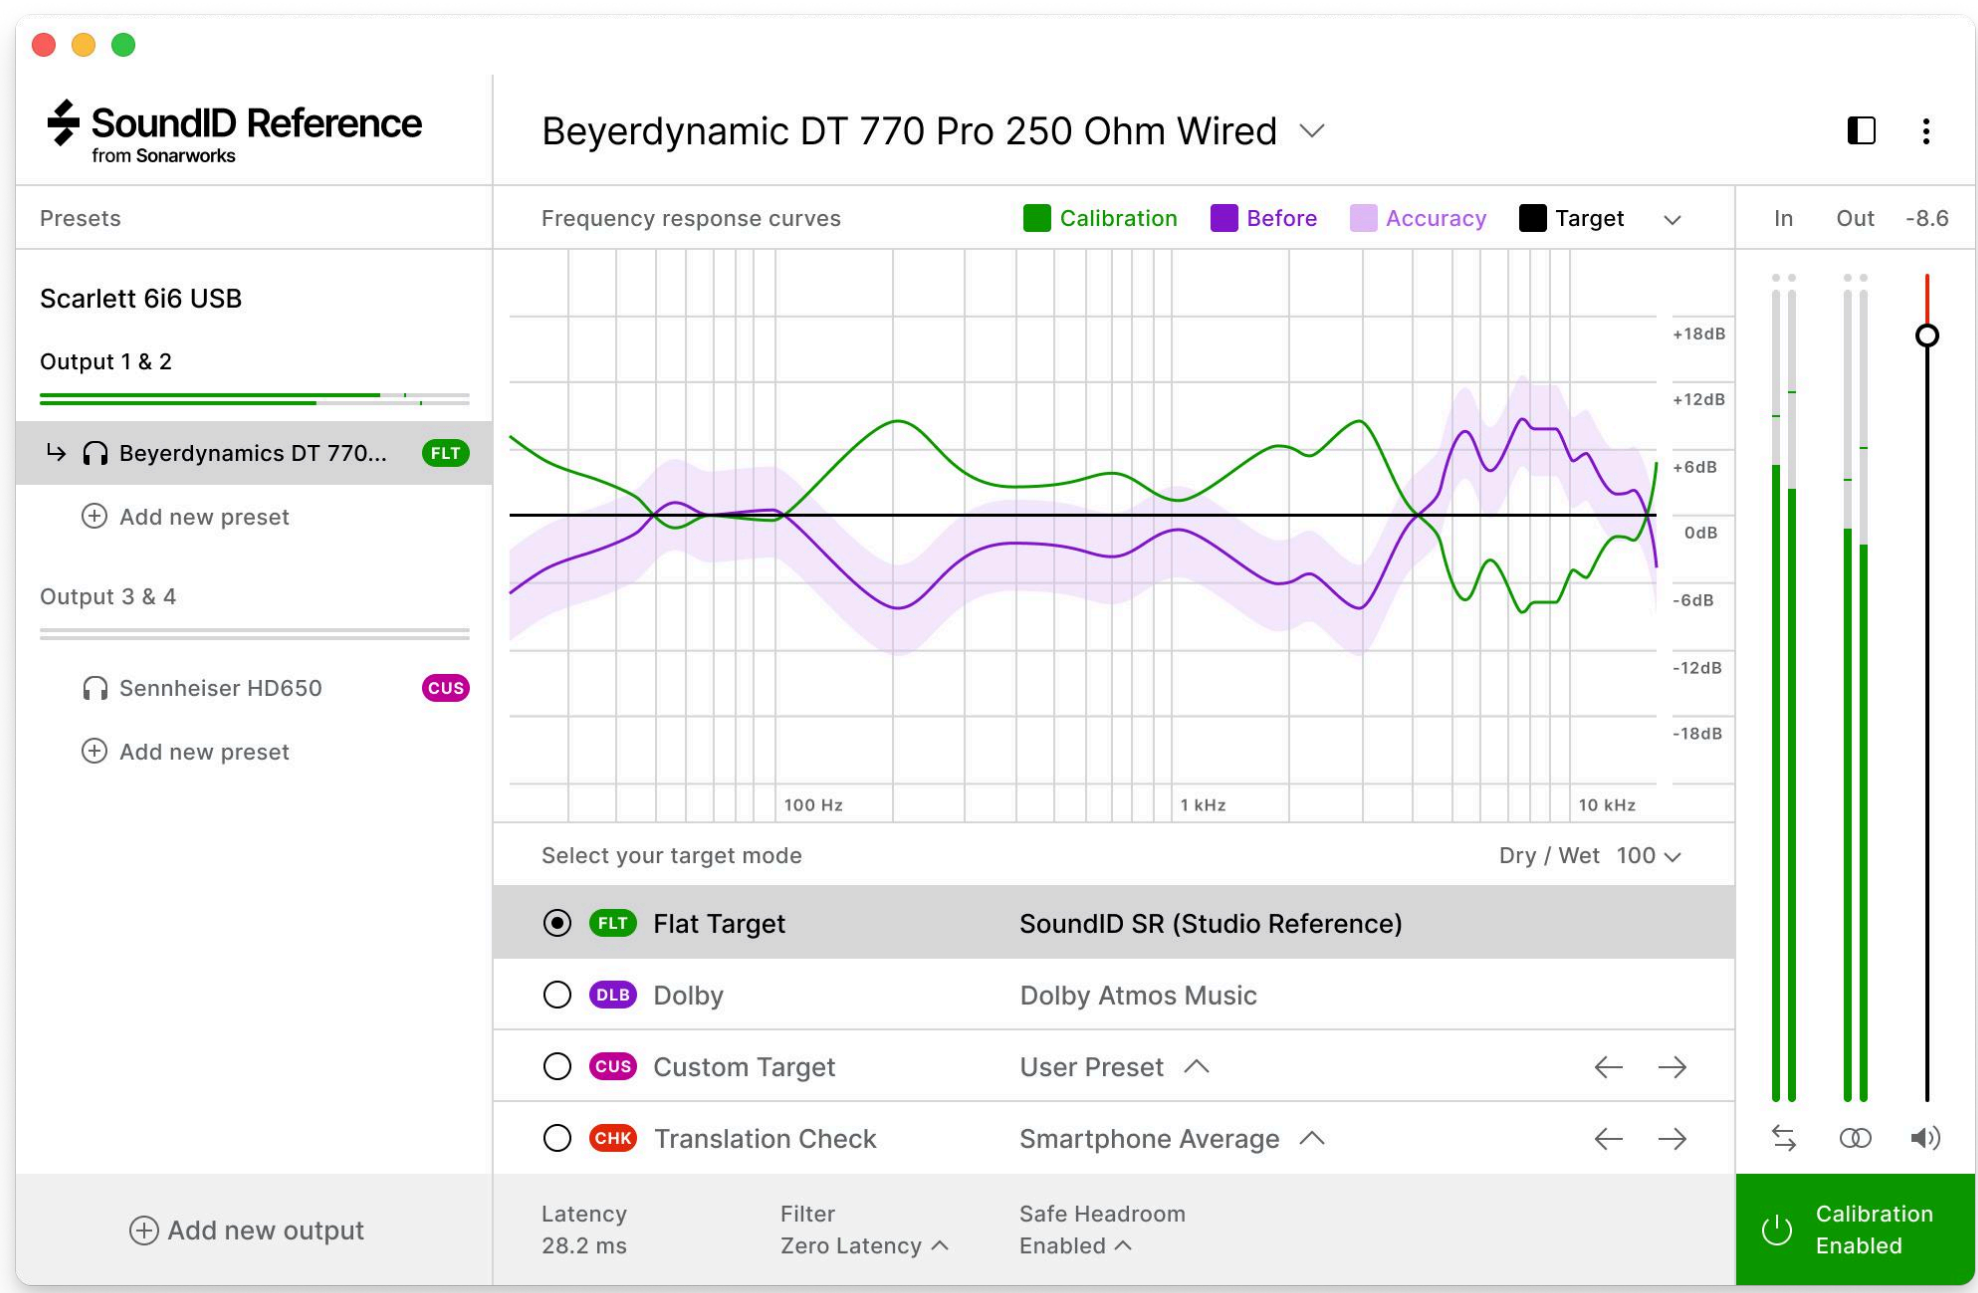 SoundID Reference
from Sonarworks
Beyerdynamic DT 770 Pro 250 Ohm Wired
Presets
Frequency response curves
Calibration
Before
Accuracy
Target
In
Out
-8.6
Scarlett 6i6 USB
Output 1 & 2
Beyerdynamics DT 770...
FLT
Add new preset
Output 3 & 4
Sennheiser HD650
CUS
Add new preset
+18dB
+12dB
+6dB
0dB
-6dB
-12dB
-18dB
100 Hz
1 kHz
10 kHz
Select your target mode
Dry / Wet 100
FLT Flat Target
SoundID SR (Studio Reference)
DLB Dolby
Dolby Atmos Music
CUS Custom Target
User Preset
CHK Translation Check
Smartphone Average
Add new output
Latency
28.2 ms
Filter
Zero Latency
Safe Headroom
Enabled
Calibration
Enabled